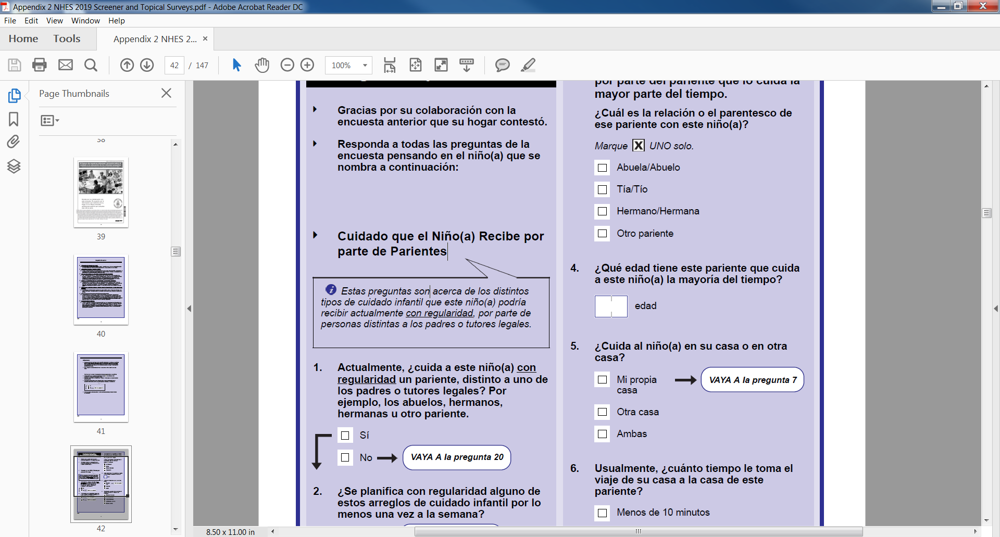 Appendix 2 NHES 2019 Screener and Topical Surveys.pdf - Adobe Acrobat Reader DC
File Edit View Window Help
Home Tools Appendix 2 NHES 2... ×
42 / 147 100%
Page Thumbnails
38
39
40
41
42
Gracias por su colaboración con la
encuesta anterior que su hogar contestó.
Responda a todas las preguntas de la
encuesta pensando en el niño(a) que se
nombra a continuación:
Cuidado que el Niño(a) Recibe por
parte de Parientes
Estas preguntas son acerca de los distintos
tipos de cuidado infantil que este niño(a) podría
recibir actualmente con regularidad, por parte de
personas distintas a los padres o tutores legales.
1. Actualmente, ¿cuida a este niño(a) con
regularidad un pariente, distinto a uno de
los padres o tutores legales? Por
ejemplo, los abuelos, hermanos,
hermanas u otro pariente.
Sí
No VAYA A la pregunta 20
2. ¿Se planifica con regularidad alguno de
estos arreglos de cuidado infantil por lo
menos una vez a la semana?
por parte del pariente que lo cuida la
mayor parte del tiempo.
¿Cuál es la relación o el parentesco de
ese pariente con este niño(a)?
Marque X UNO solo.
Abuela/Abuelo
Tía/Tío
Hermano/Hermana
Otro pariente
4. ¿Qué edad tiene este pariente que cuida
a este niño(a) la mayoría del tiempo?
edad
5. ¿Cuida al niño(a) en su casa o en otra
casa?
Mi propia VAYA A la pregunta 7
casa
Otra casa
Ambas
6. Usualmente, ¿cuánto tiempo le toma el
viaje de su casa a la casa de este
pariente?
Menos de 10 minutos
8.50 x 11.00 in